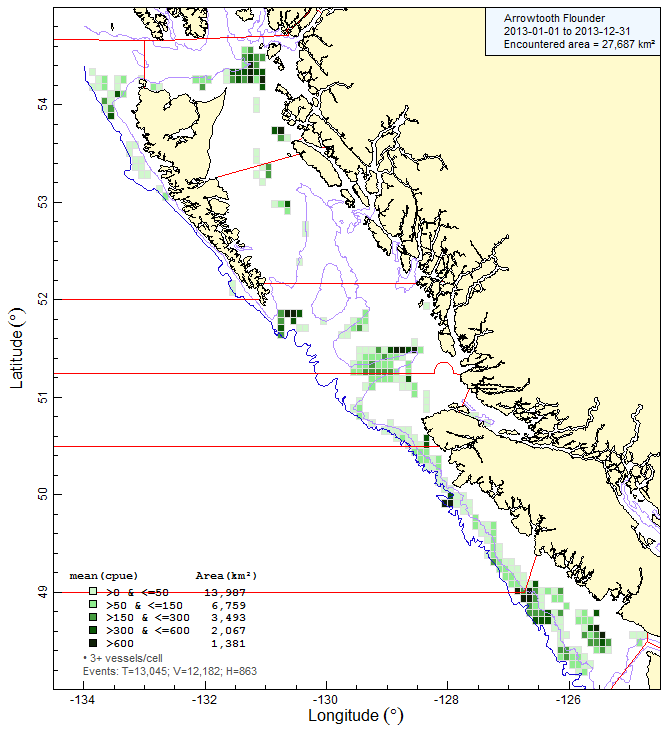 Arrowtooth Flounder
2013-01-01 to 2013-12-31
Encountered area = 27,687 km²
54
53
52
51
50
49
Latitude (°)
mean(cpue) Area(km²)
>0 & <=50 13,987
>50 & <=150 6,759
>150 & <=300 3,493
>300 & <=600 2,067
>600 1,381
• 3+ vessels/cell
Events: T=13,045; V=12,182; H=863
-134 -132 -130 -128 -126
Longitude (°)